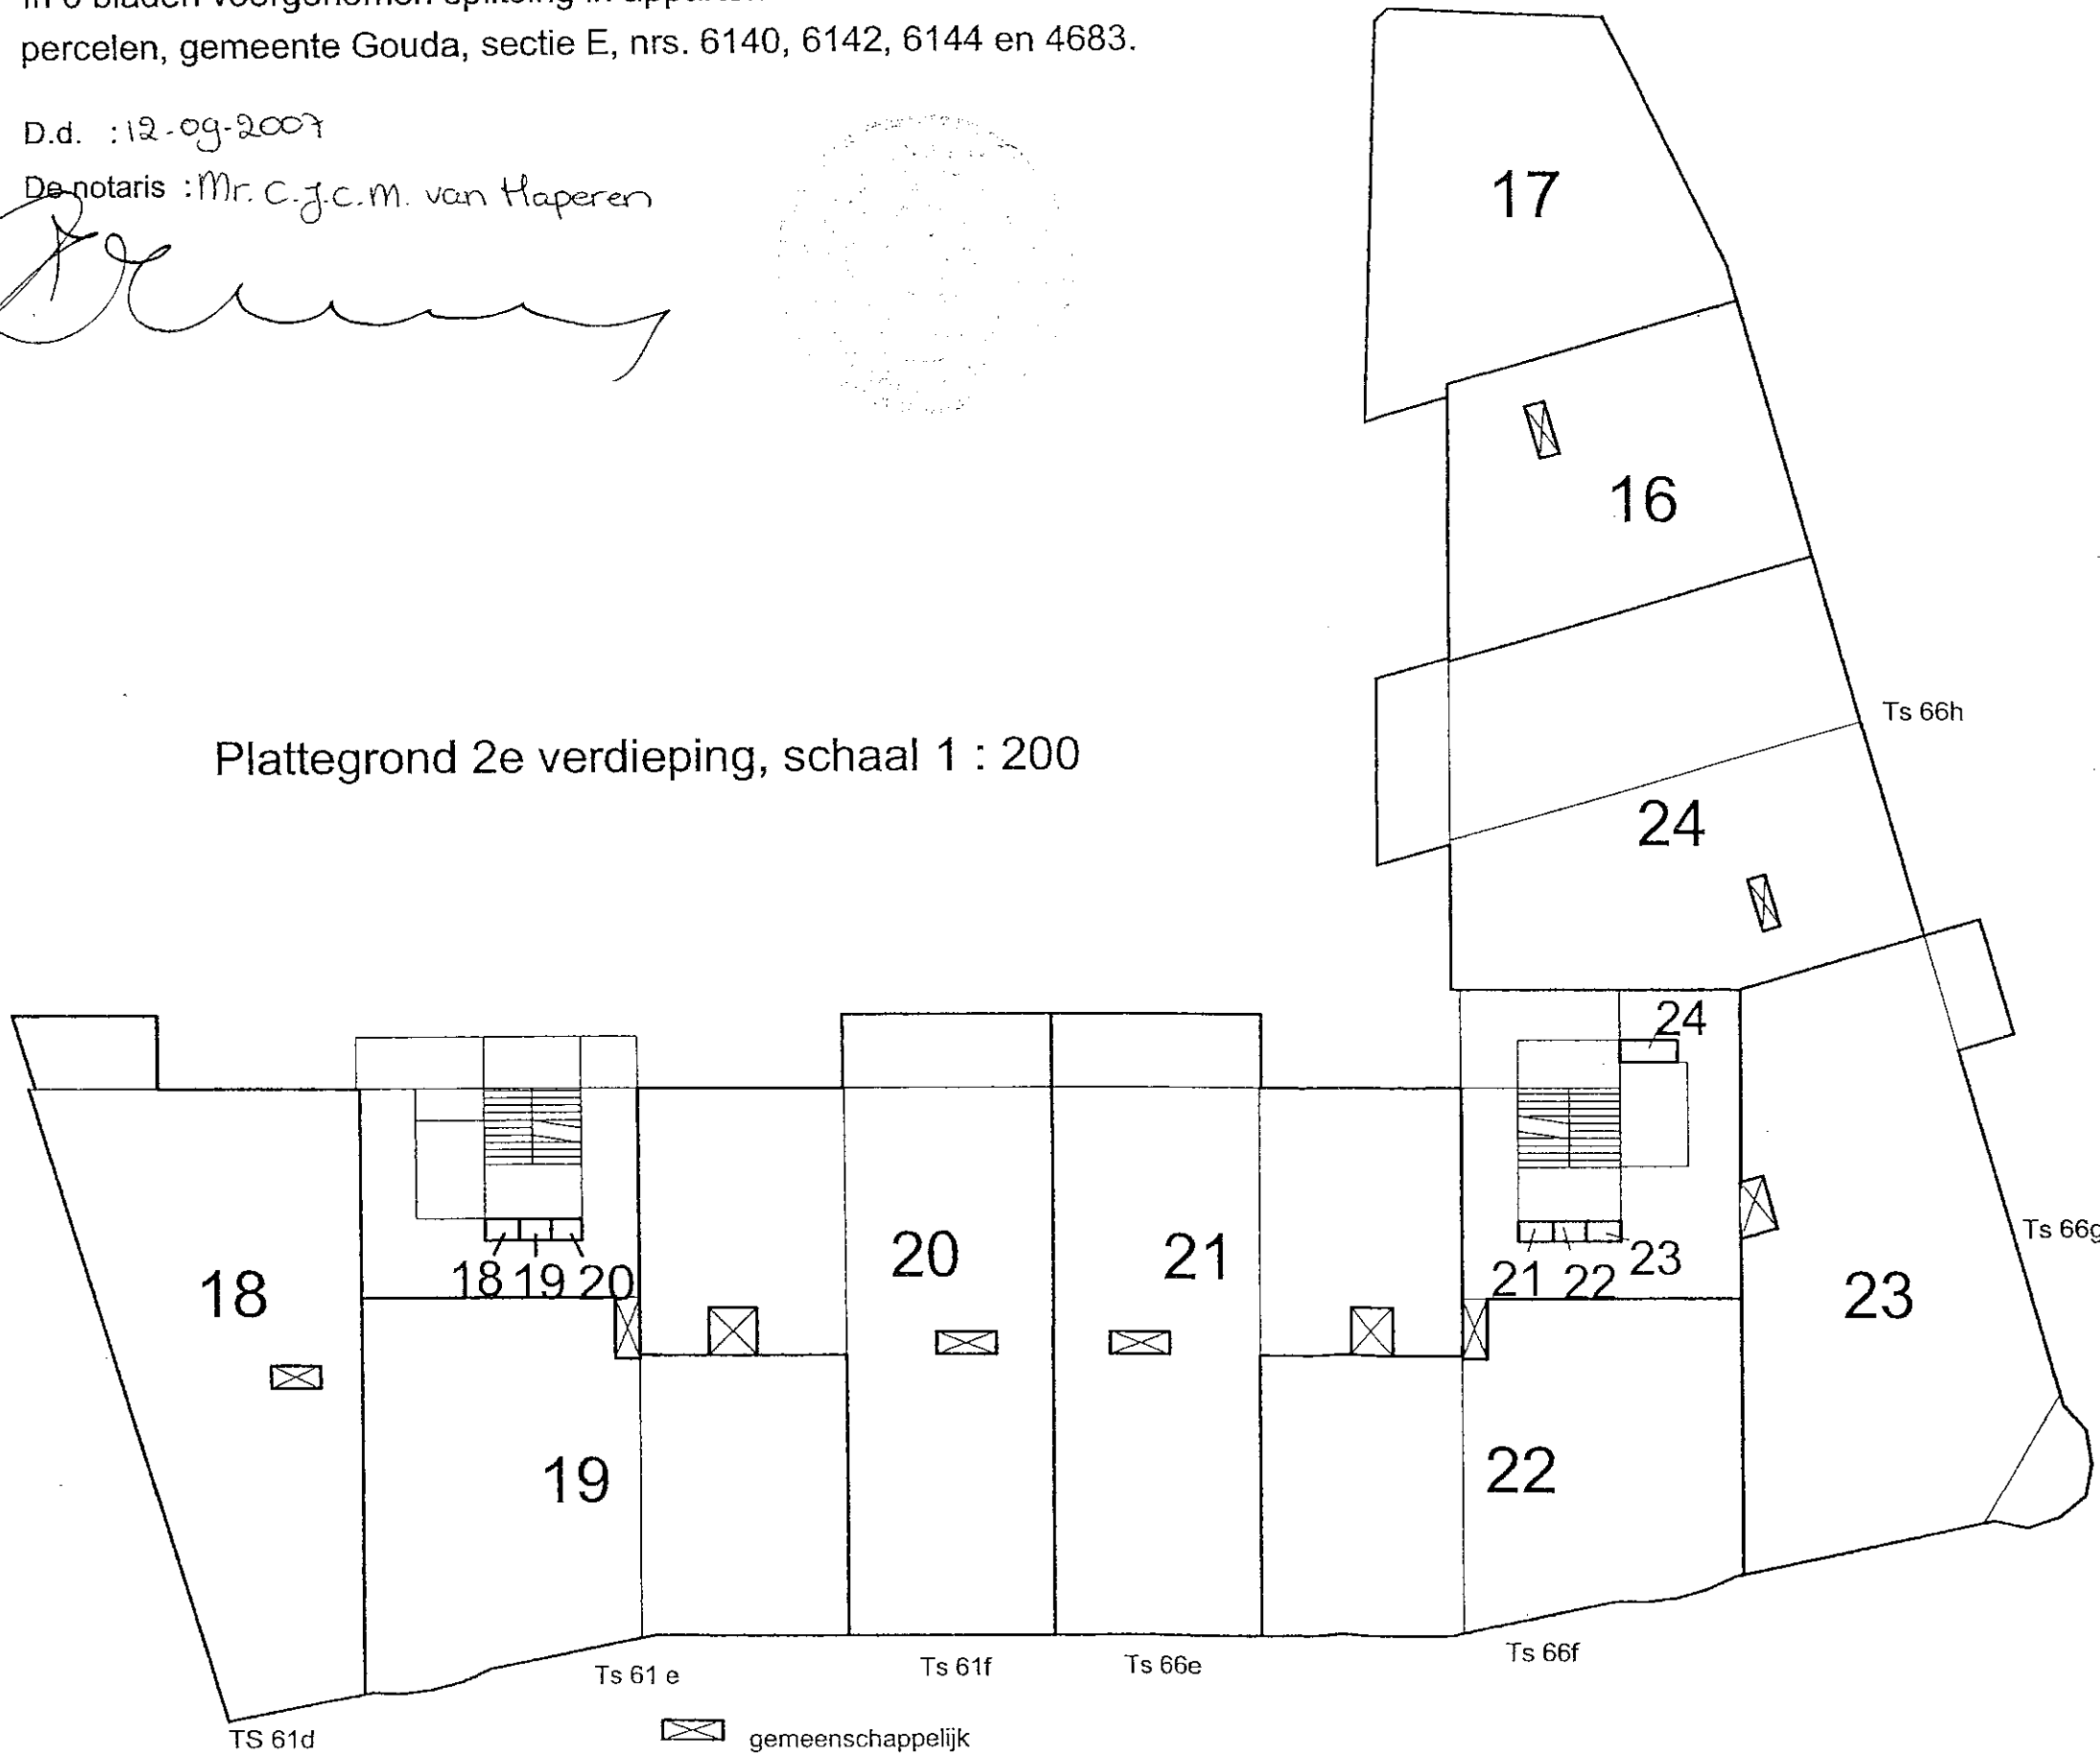 percelen, gemeente Gouda, sectie E, nrs. 6140, 6142, 6144 en 4683.
D.d. : 12-09-2007
De notaris : Mr. C.J.C.M. van Haperen
17
16
Ts 66h
Plattegrond 2e verdieping, schaal 1 : 200
24
24
18 19 20
20
21
21 22 23
Ts 66g
18
23
19
22
Ts 61 e
Ts 61f
Ts 66e
Ts 66f
TS 61d
gemeenschappelijk